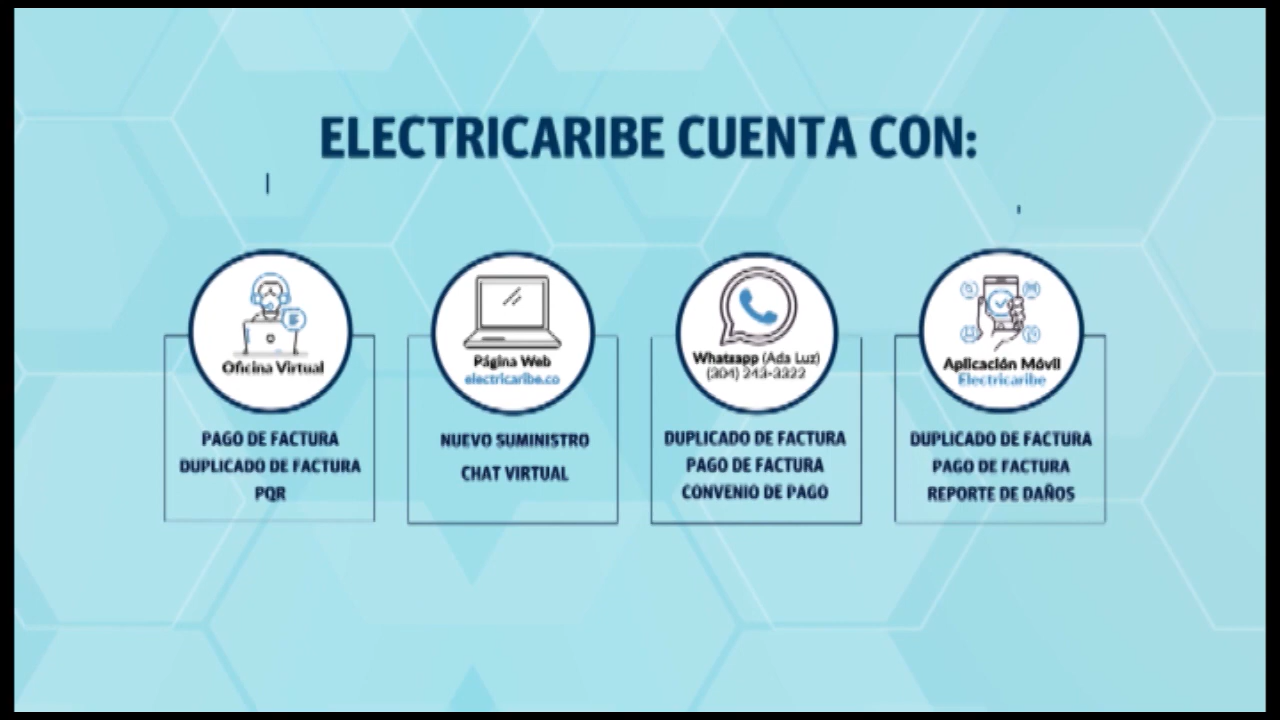 ELECTRICARIBE CUENTA CON:
Oficina Virtual
PAGO DE FACTURA
DUPLICADO DE FACTURA
PQR
Página Web
electricaribe.co
NUEVO SUMINISTRO
CHAT VIRTUAL
Whatsapp (Ada Luz)
(304) 243-3322
DUPLICADO DE FACTURA
PAGO DE FACTURA
CONVENIO DE PAGO
Aplicación Móvil
Electricaribe
DUPLICADO DE FACTURA
PAGO DE FACTURA
REPORTE DE DAÑOS